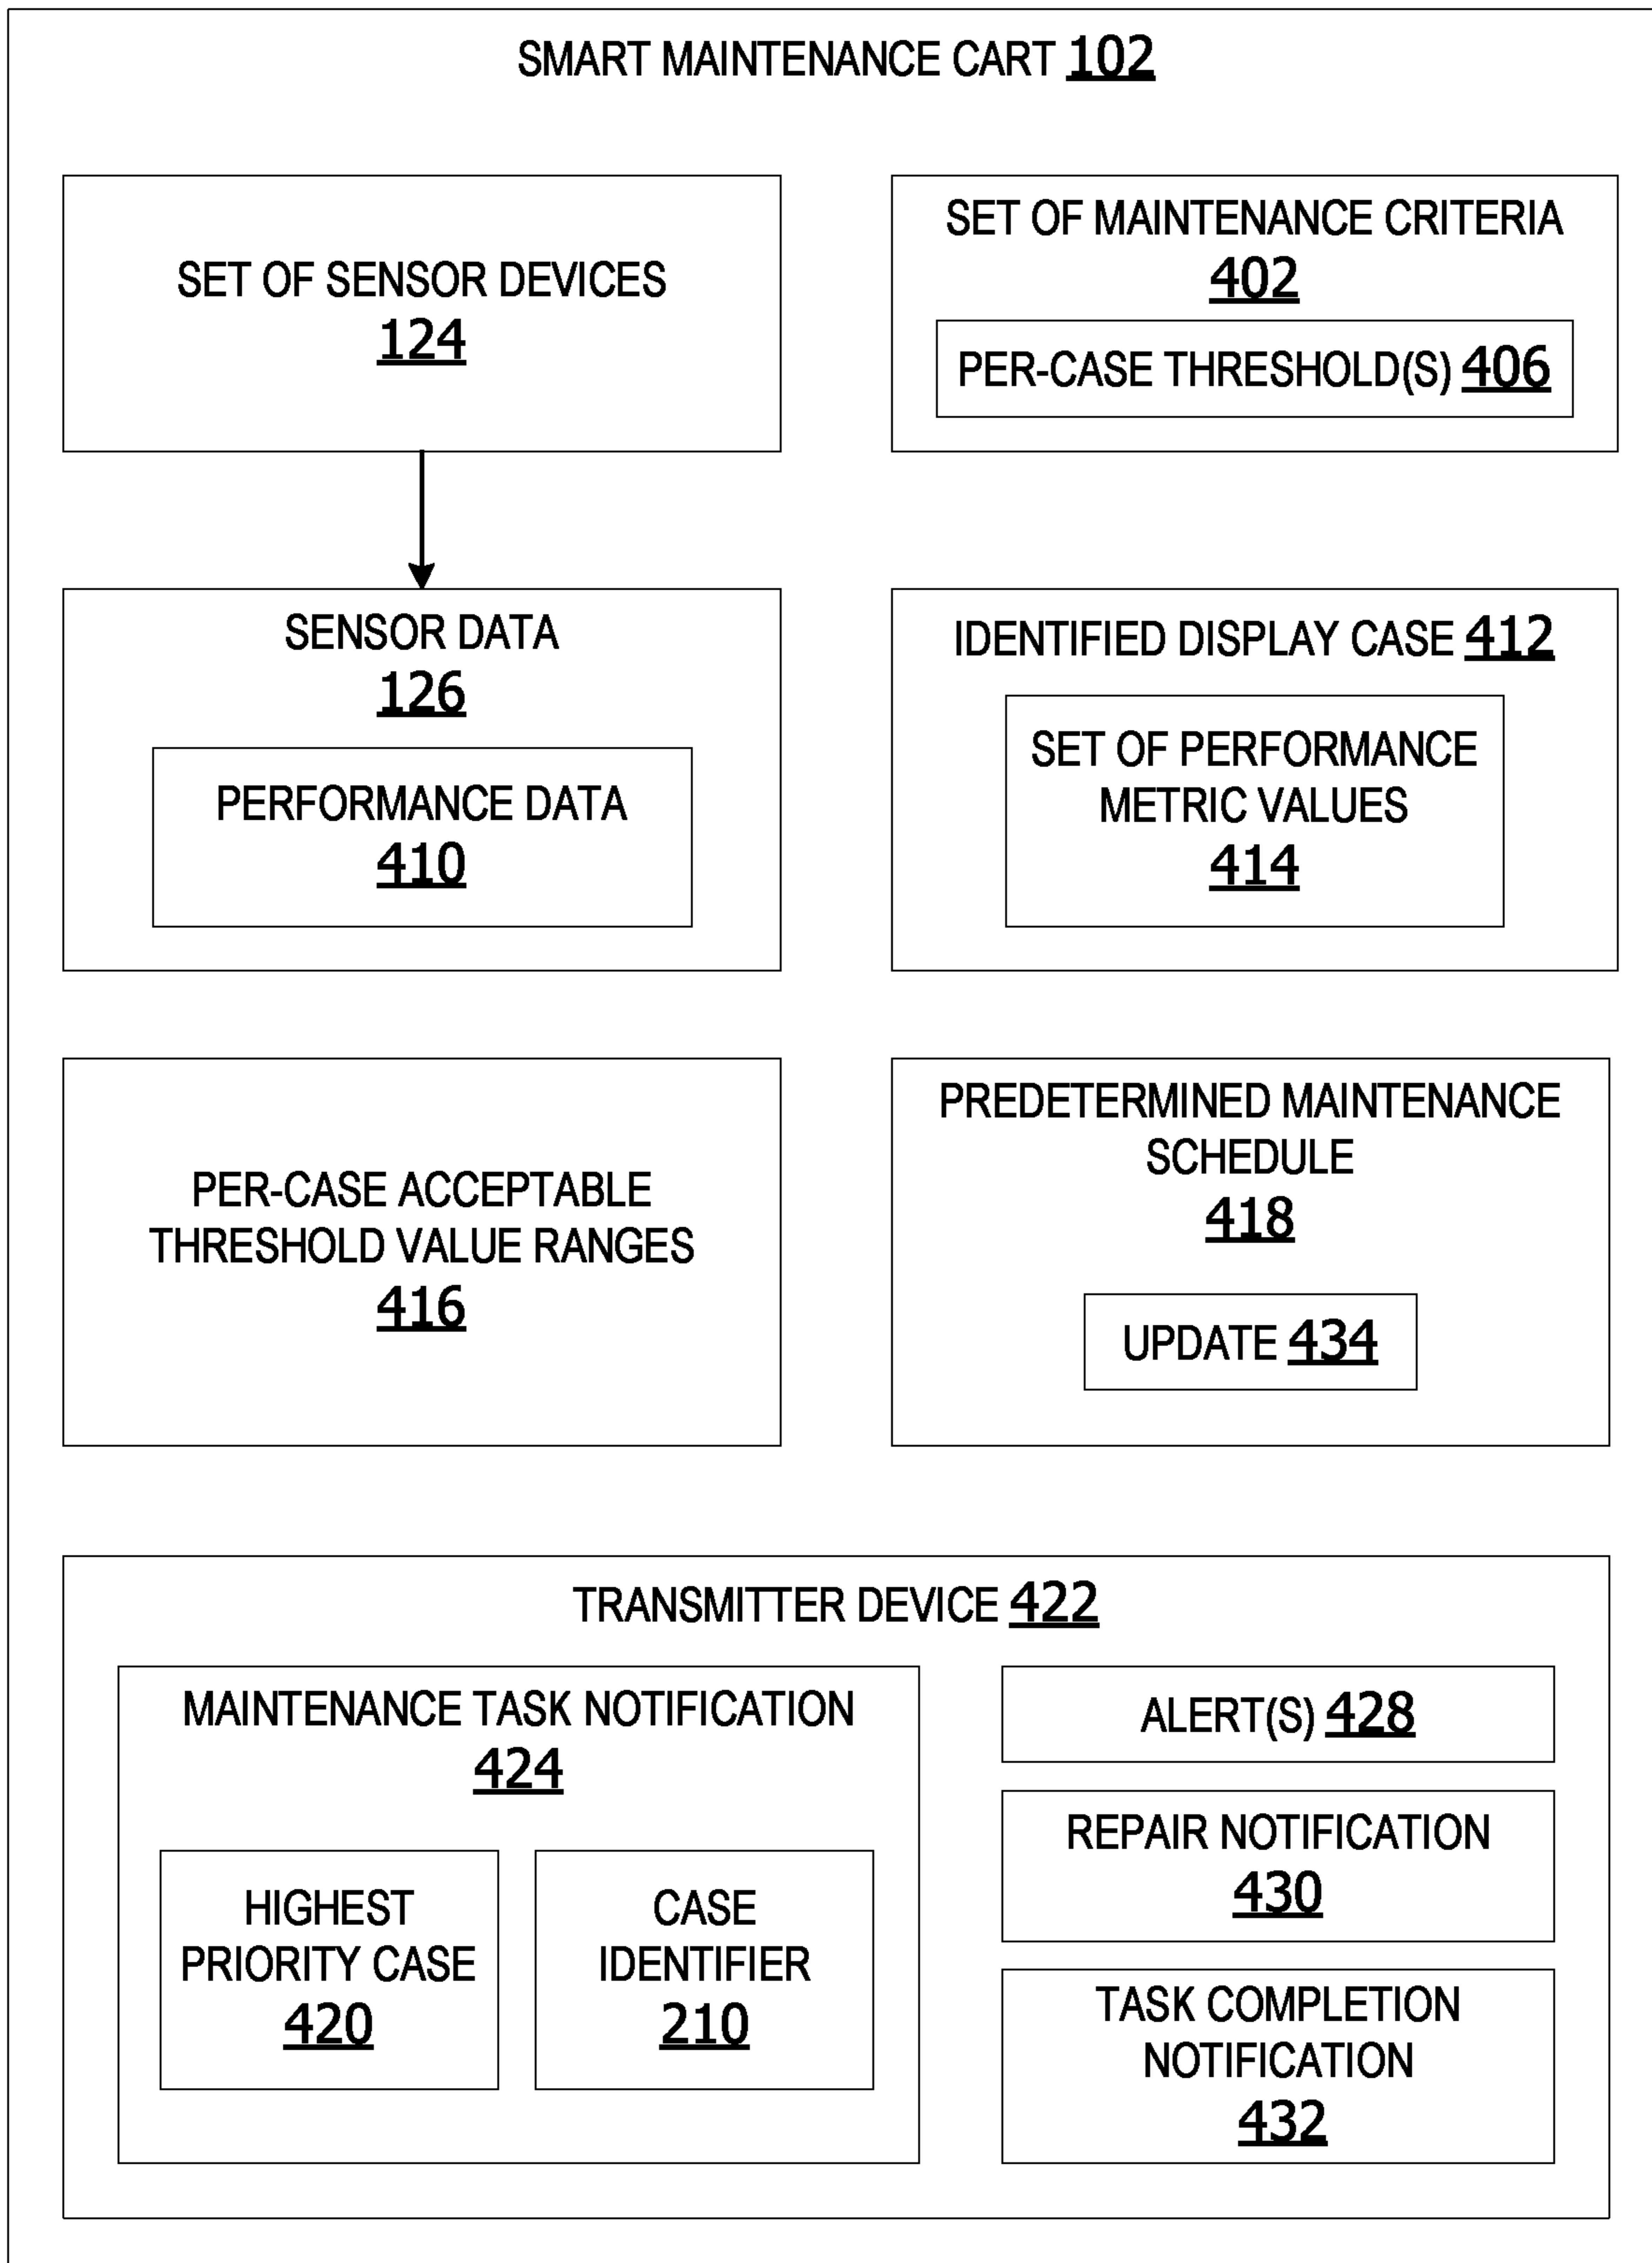 SMART MAINTENANCE CART 102
SET OF SENSOR DEVICES
124
SET OF MAINTENANCE CRITERIA
402
PER-CASE THRESHOLD(S) 406
SENSOR DATA
126
PERFORMANCE DATA
410
IDENTIFIED DISPLAY CASE 412
SET OF PERFORMANCE
METRIC VALUES
414
PER-CASE ACCEPTABLE
THRESHOLD VALUE RANGES
416
PREDETERMINED MAINTENANCE
SCHEDULE
418
UPDATE 434
TRANSMITTER DEVICE 422
MAINTENANCE TASK NOTIFICATION
424
HIGHEST
PRIORITY CASE
420
CASE
IDENTIFIER
210
ALERT(S) 428
REPAIR NOTIFICATION
430
TASK COMPLETION
NOTIFICATION
432